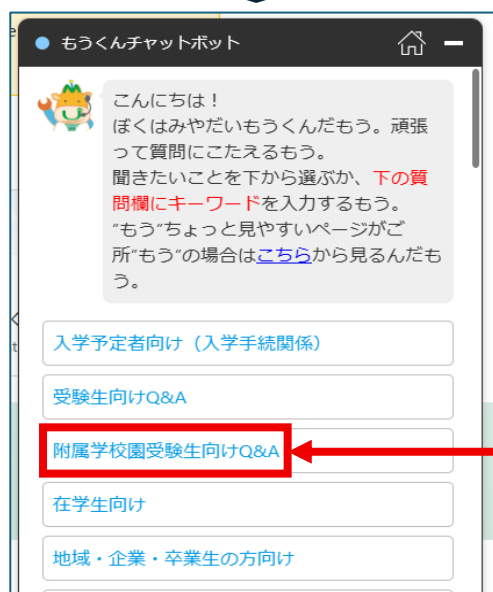 もうくんチャットボット
こんにちは！
ぼくはみやだいもうくんだもう。頑張
って質問にこたえるもう。
聞きたいことを下から選ぶか、下の質
問欄にキーワードを入力するもう。
"もう"ちょっと見やすいページがご
所"もう"の場合はこちらから見るんだも
う。
入学予定者向け（入学手続関係）
受験生向けQ&A
附属学校園受験生向けQ&A
在学生向け
地域・企業・卒業生の方向け